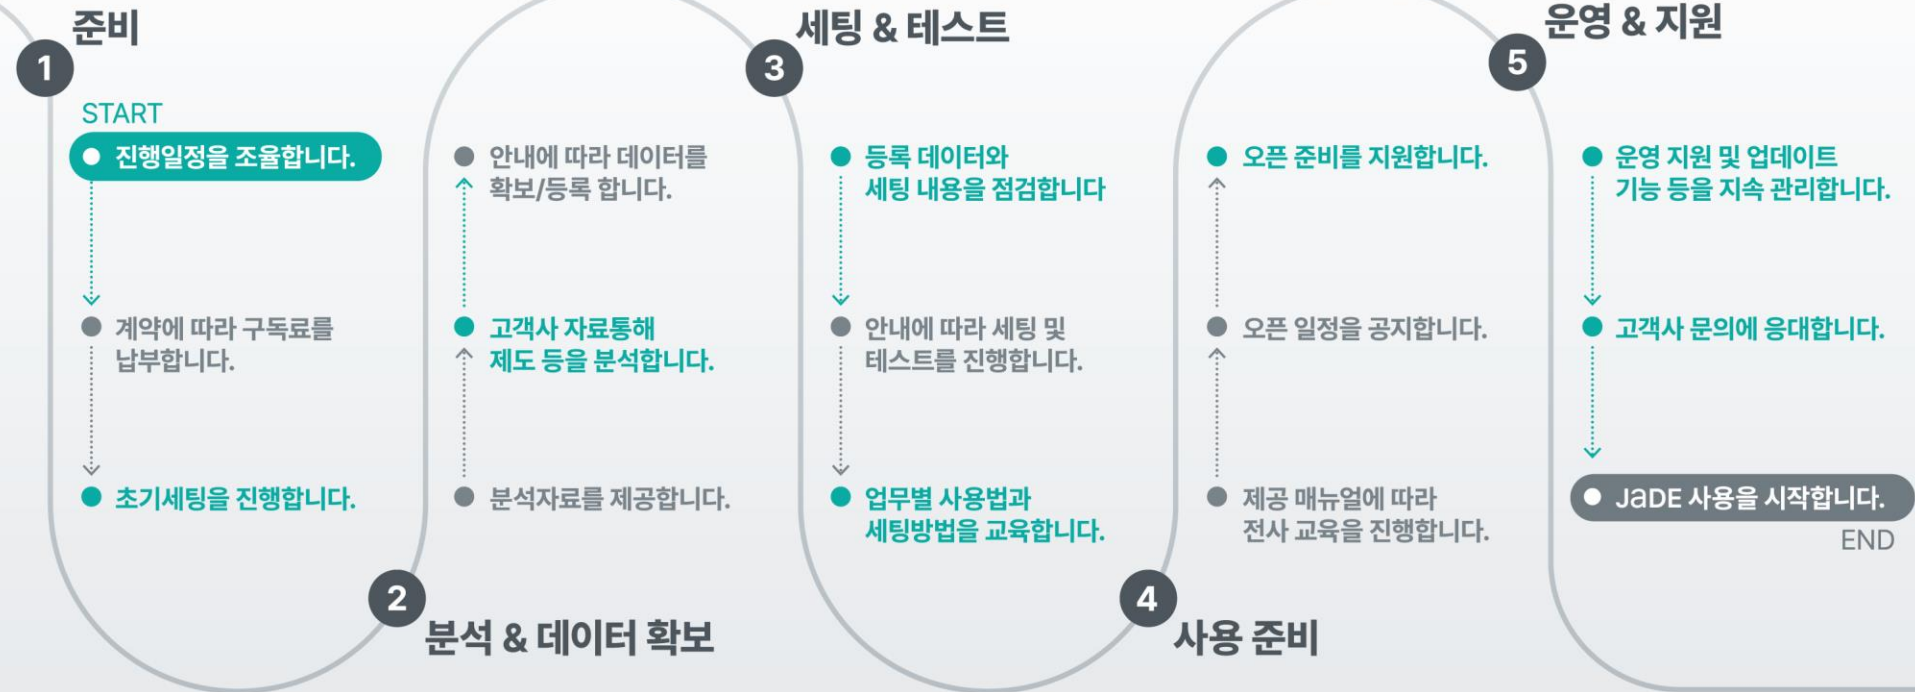 1
준비
START
진행일정을 조율합니다.
계약에 따라 구독료를
납부합니다.
초기세팅을 진행합니다.
2
분석 & 데이터 확보
분석자료를 제공합니다.
고객사 자료통해
제도 등을 분석합니다.
안내에 따라 데이터를
확보/등록 합니다.
3
세팅 & 테스트
등록 데이터와
세팅 내용을 점검합니다
안내에 따라 세팅 및
테스트를 진행합니다.
업무별 사용법과
세팅방법을 교육합니다.
4
사용 준비
제공 매뉴얼에 따라
전사 교육을 진행합니다.
오픈 일정을 공지합니다.
오픈 준비를 지원합니다.
5
운영 & 지원
운영 지원 및 업데이트
기능 등을 지속 관리합니다.
고객사 문의에 응대합니다.
JaDE 사용을 시작합니다.
END